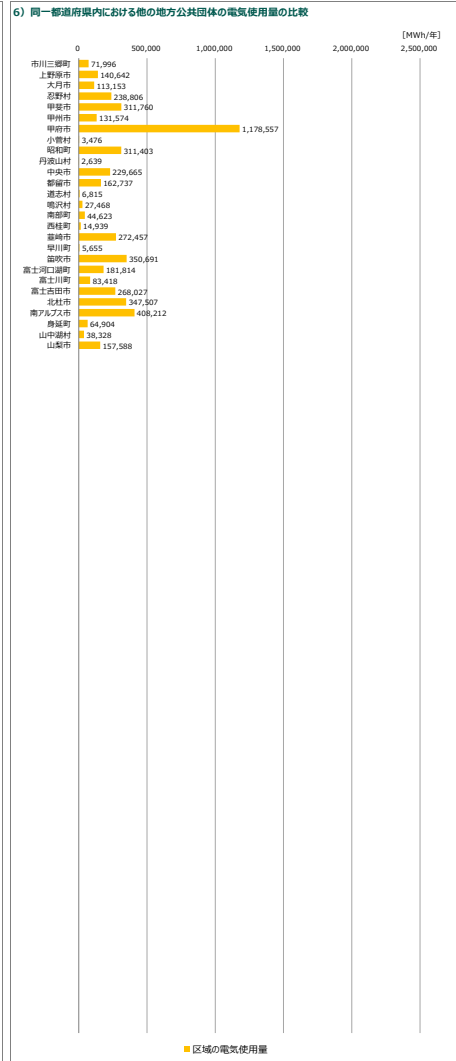 6）同一都道府県内における他の地方公共団体の電気使用量の比較
[MWh/年]
0 500,000 1,000,000 1,500,000 2,000,000 2,500,000
市川三郷町 71,996
上野原市 140,642
大月市 113,153
忍野村 238,806
甲斐市 311,760
甲州市 131,574
甲府市 1,178,557
小菅村 3,476
昭和町 311,403
丹波山村 2,639
中央市 229,665
都留市 162,737
道志村 6,815
鳴沢村 27,468
南部町 44,623
西桂町 14,939
韮崎市 272,457
早川町 5,655
笛吹市 350,691
富士河口湖町 181,814
富士川町 83,418
富士吉田市 268,027
北杜市 347,507
南アルプス市 408,212
身延町 64,904
山中湖村 38,328
山梨市 157,588
区域の電気使用量